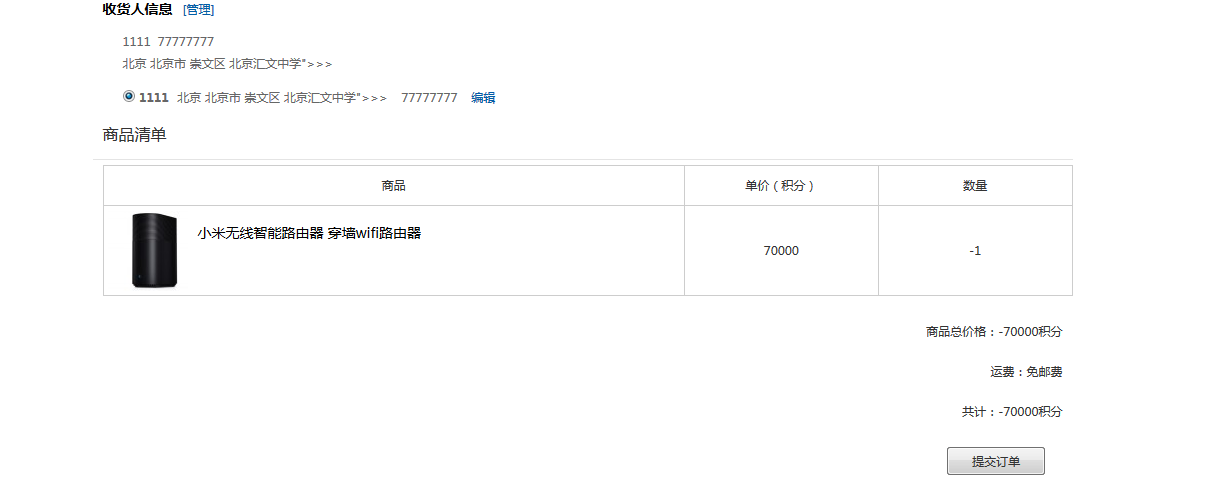 收货人信息 [管理]
1111 77777777
北京 北京市 崇文区 北京汇文中学">>>
1111 北京 北京市 崇文区 北京汇文中学">>> 77777777 编辑
商品清单
商品 单价（积分） 数量
小米无线智能路由器 穿墙wifi路由器 70000 -1
商品总价格：-70000积分
运费：免邮费
共计：-70000积分
提交订单